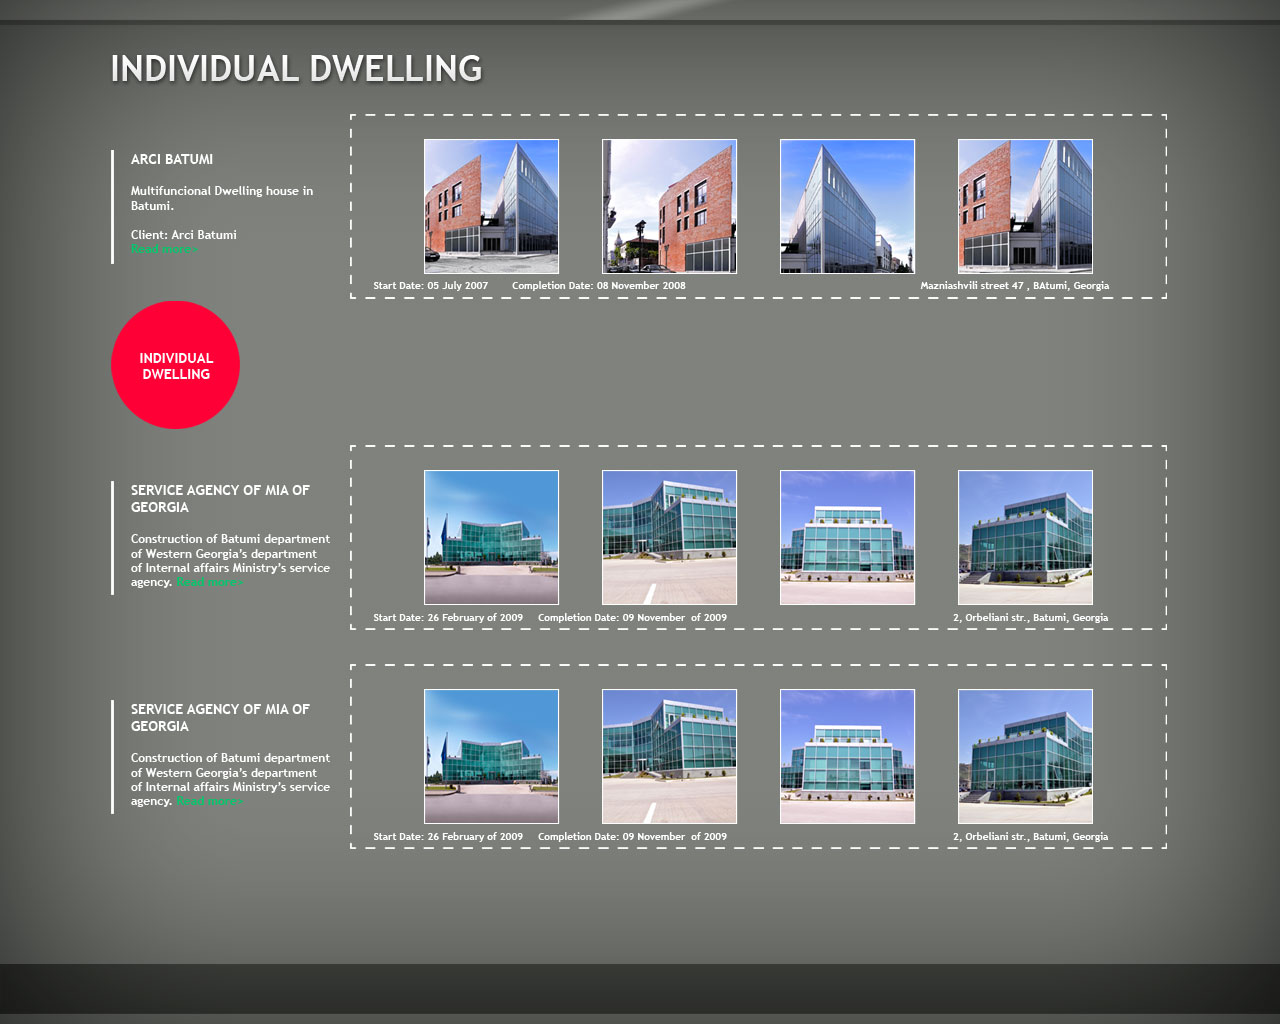 INDIVIDUAL DWELLING
ARCI BATUMI
Multifuncional Dwelling house in
Batumi.
Client: Arci Batumi
Read more>
Start Date: 05 July 2007 Completion Date: 08 November 2008 Mazniashvili street 47 , BAtumi, Georgia
INDIVIDUAL
DWELLING
SERVICE AGENCY OF MIA OF
GEORGIA
Construction of Batumi department
of Western Georgia’s department
of Internal affairs Ministry’s service
agency. Read more>
Start Date: 26 February of 2009 Completion Date: 09 November of 2009 2, Orbeliani str., Batumi, Georgia
SERVICE AGENCY OF MIA OF
GEORGIA
Construction of Batumi department
of Western Georgia’s department
of Internal affairs Ministry’s service
agency. Read more>
Start Date: 26 February of 2009 Completion Date: 09 November of 2009 2, Orbeliani str., Batumi, Georgia